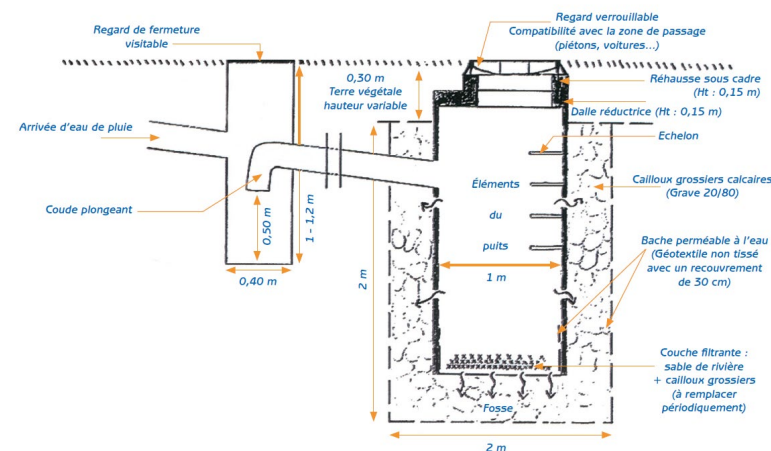 Regard de fermeture
visitable
Regard verrouillable
Compatibilité avec la zone de passage
(piétons, voitures...)
0,30 m
Terre végétale
hauteur variable
Réhausse sous cadre
(Ht : 0,15 m)
Dalle réductrice (Ht : 0,15 m)
Arrivée d'eau de pluie
Echelon
Coude plongeant
Éléments
du
puits
Cailloux grossiers calcaires
(Grave 20/80)
0,50 m
1 - 1,2 m
0,40 m
2 m
1 m
Bache perméable à l'eau
(Géotextile non tissé
avec un recouvrement
de 30 cm)
Couche filtrante :
sable de rivière
+ cailloux grossiers
(à remplacer
périodiquement)
Fosse
2 m